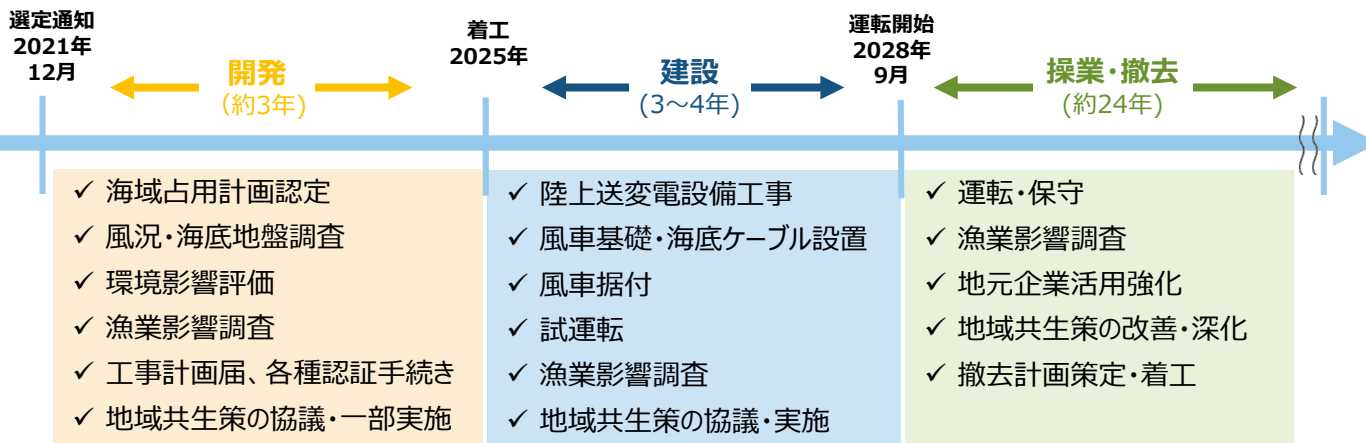 選定通知
2021年
12月
開発
(約3年)
着工
2025年
建設
(3～4年)
運転開始
2028年
9月
操業・撤去
(約24年)
✓ 海域占用計画認定
✓ 風況・海底地盤調査
✓ 環境影響評価
✓ 漁業影響調査
✓ 工事計画届、各種認証手続き
✓ 地域共生策の協議・一部実施
✓ 陸上送変電設備工事
✓ 風車基礎・海底ケーブル設置
✓ 風車据付
✓ 試運転
✓ 漁業影響調査
✓ 地域共生策の協議・実施
✓ 運転・保守
✓ 漁業影響調査
✓ 地元企業活用強化
✓ 地域共生策の改善・深化
✓ 撤去計画策定・着工